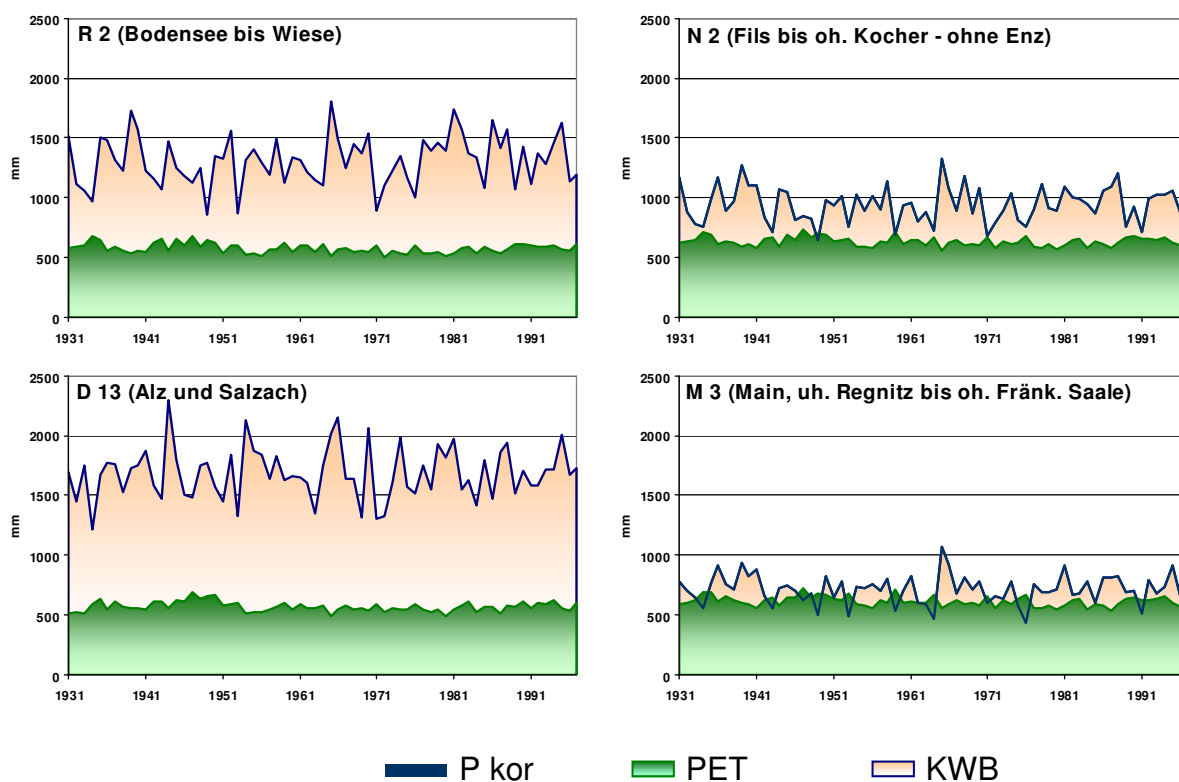 R 2 (Bodensee bis Wiese)
2500
2000
1500
1000
500
0
mm
1931 1941 1951 1961 1971 1981 1991
N 2 (Fils bis oh. Kocher - ohne Enz)
2500
2000
1500
1000
500
0
mm
1931 1941 1951 1961 1971 1981 1991
D 13 (Alz und Salzach)
2500
2000
1500
1000
500
0
mm
1931 1941 1951 1961 1971 1981 1991
M 3 (Main, uh. Regnitz bis oh. Fränk. Saale)
2500
2000
1500
1000
500
0
mm
1931 1941 1951 1961 1971 1981 1991
P kor PET KWB